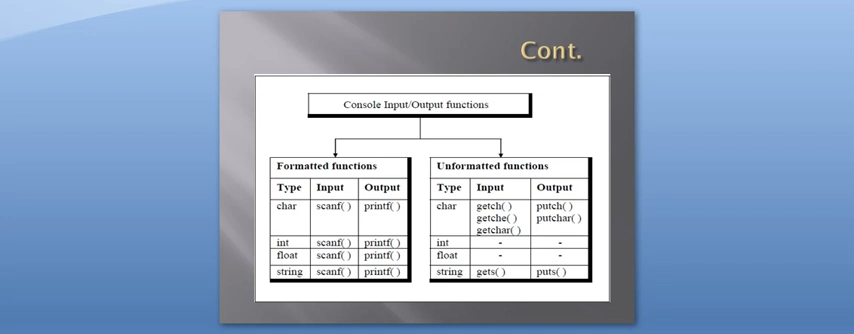 Cont.
Console Input/Output functions
Formatted functions
Type Input Output
char scanf( ) printf( )
int scanf( ) printf( )
float scanf( ) printf( )
string scanf( ) printf( )
Unformatted functions
Type Input Output
char getch( ) putch( )
getche( ) putchar( )
getchar( )
int - -
float - -
string gets( ) puts( )